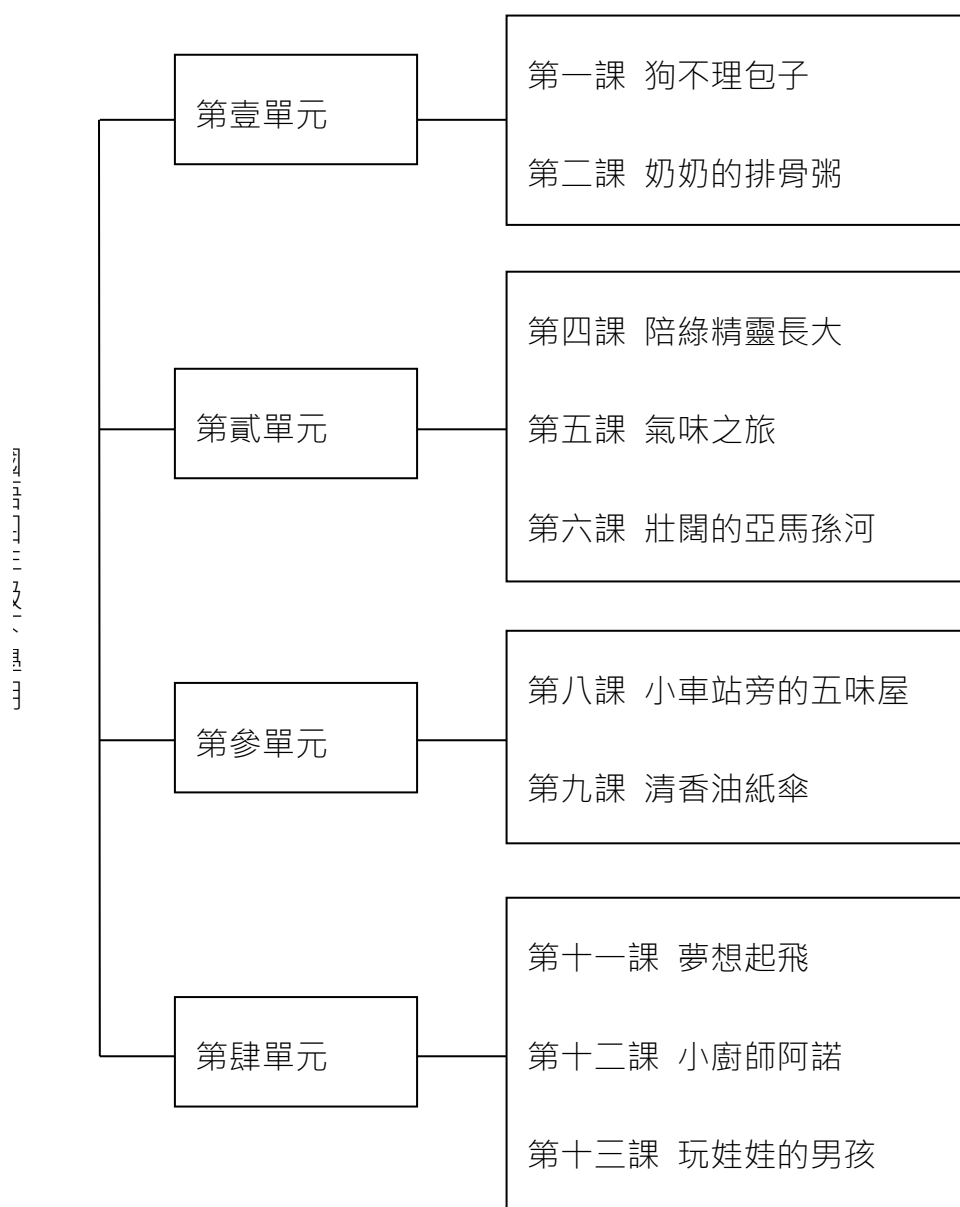 第壹單元
第一課 狗不理包子
第二課 奶奶的排骨粥
第貳單元
第四課 陪綠精靈長大
第五課 氣味之旅
第六課 壯闊的亞馬孫河
第參單元
第八課 小車站旁的五味屋
第九課 清香油紙傘
第肆單元
第十一課 夢想起飛
第十二課 小廚師阿諾
第十三課 玩娃娃的男孩